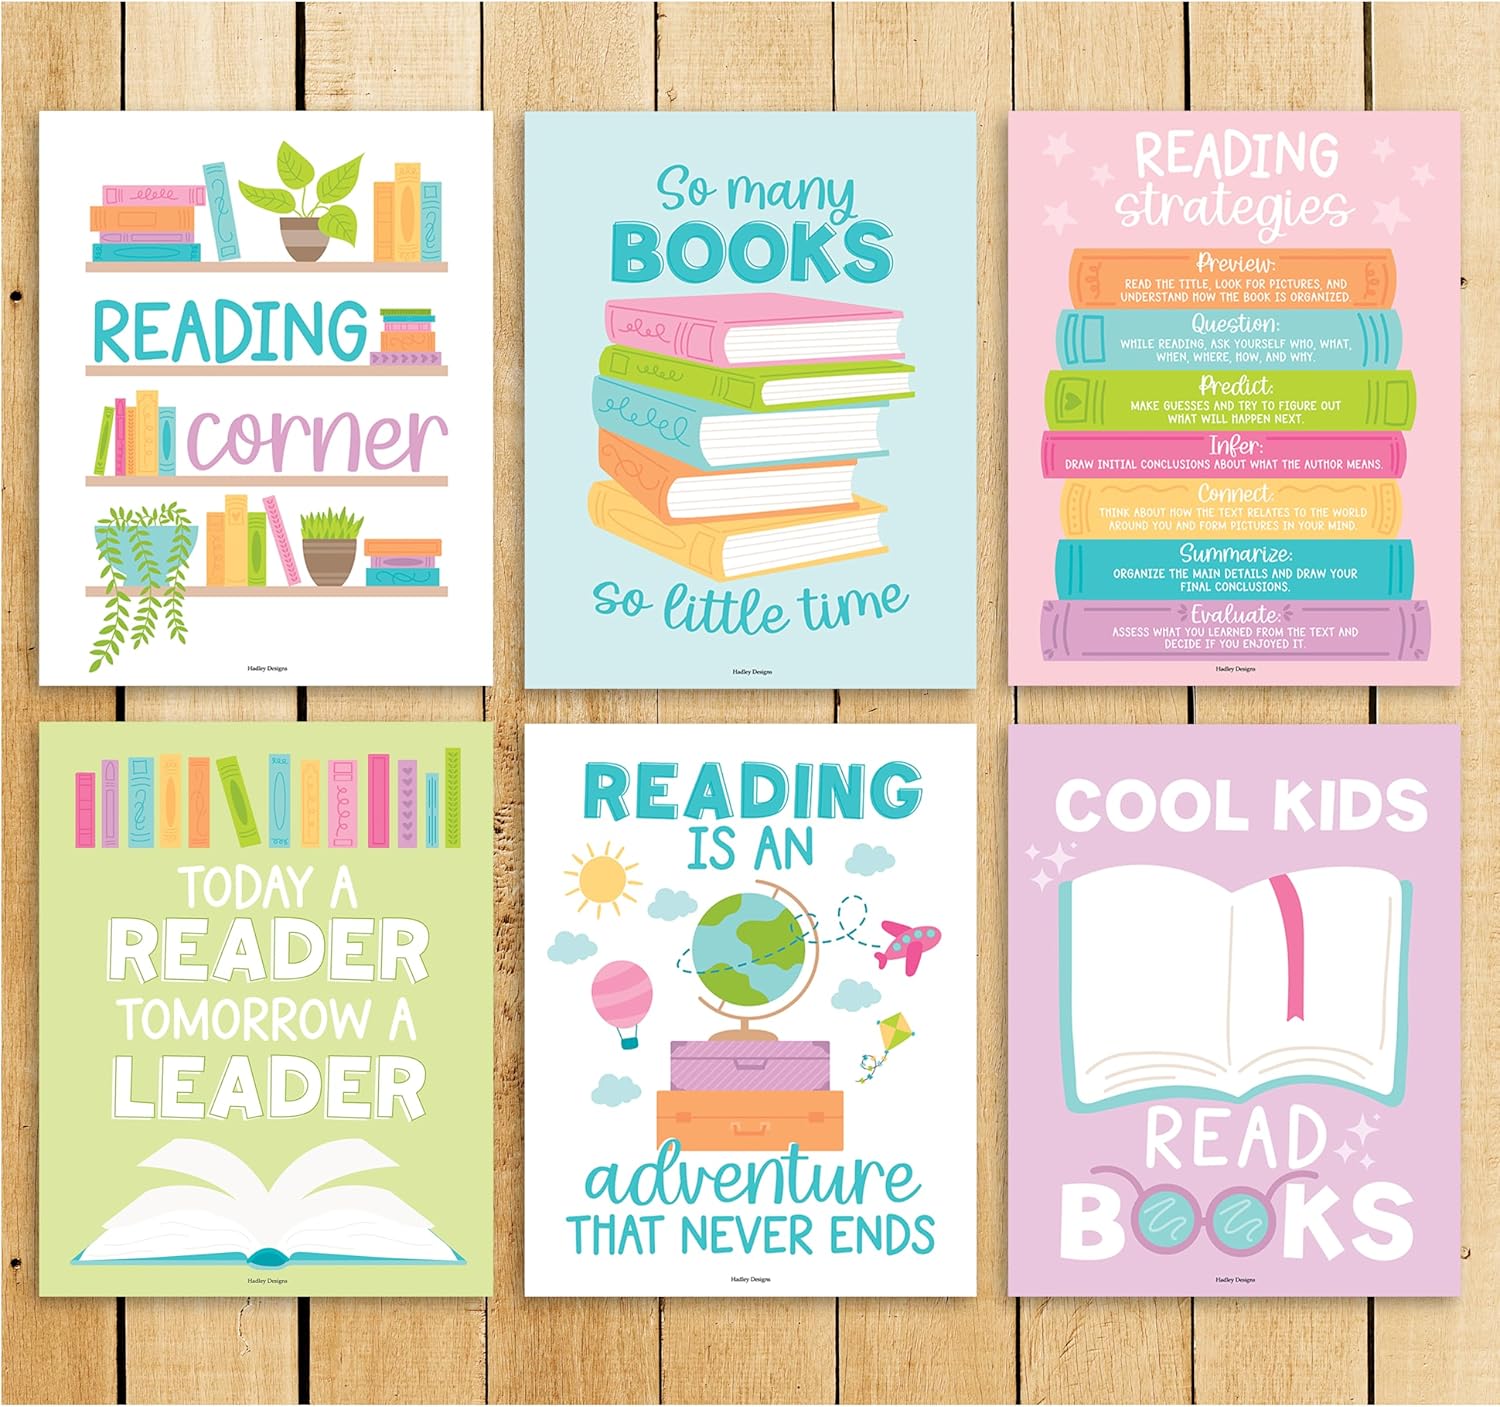 READING
corner
Hadley Designs
So many
BOOKS
so little time
Hadley Designs
READING
strategies
Preview:
READ THE TITLE, LOOK FOR PICTURES, AND
UNDERSTAND HOW THE BOOK IS ORGANIZED.
Question:
WHILE READING, ASK YOURSELF WHO, WHAT,
WHEN, WHERE, HOW, AND WHY.
Predict:
MAKE GUESSES AND TRY TO FIGURE OUT
WHAT WILL HAPPEN NEXT.
Infer:
DRAW INITIAL CONCLUSIONS ABOUT WHAT THE AUTHOR MEANS.
Connect:
THINK ABOUT HOW THE TEXT RELATES TO THE WORLD
AROUND YOU AND FORM PICTURES IN YOUR MIND.
Summarize:
ORGANIZE THE MAIN DETAILS AND DRAW YOUR
FINAL CONCLUSIONS.
Evaluate:
ASSESS WHAT YOU LEARNED FROM THE TEXT AND
DECIDE IF YOU ENJOYED IT.
Hadley Designs
TODAY A
READER
TOMORROW A
LEADER
Hadley Designs
READING
IS AN
adventure
THAT NEVER ENDS
Hadley Designs
COOL KIDS
READ
BOOKS
Hadley Designs